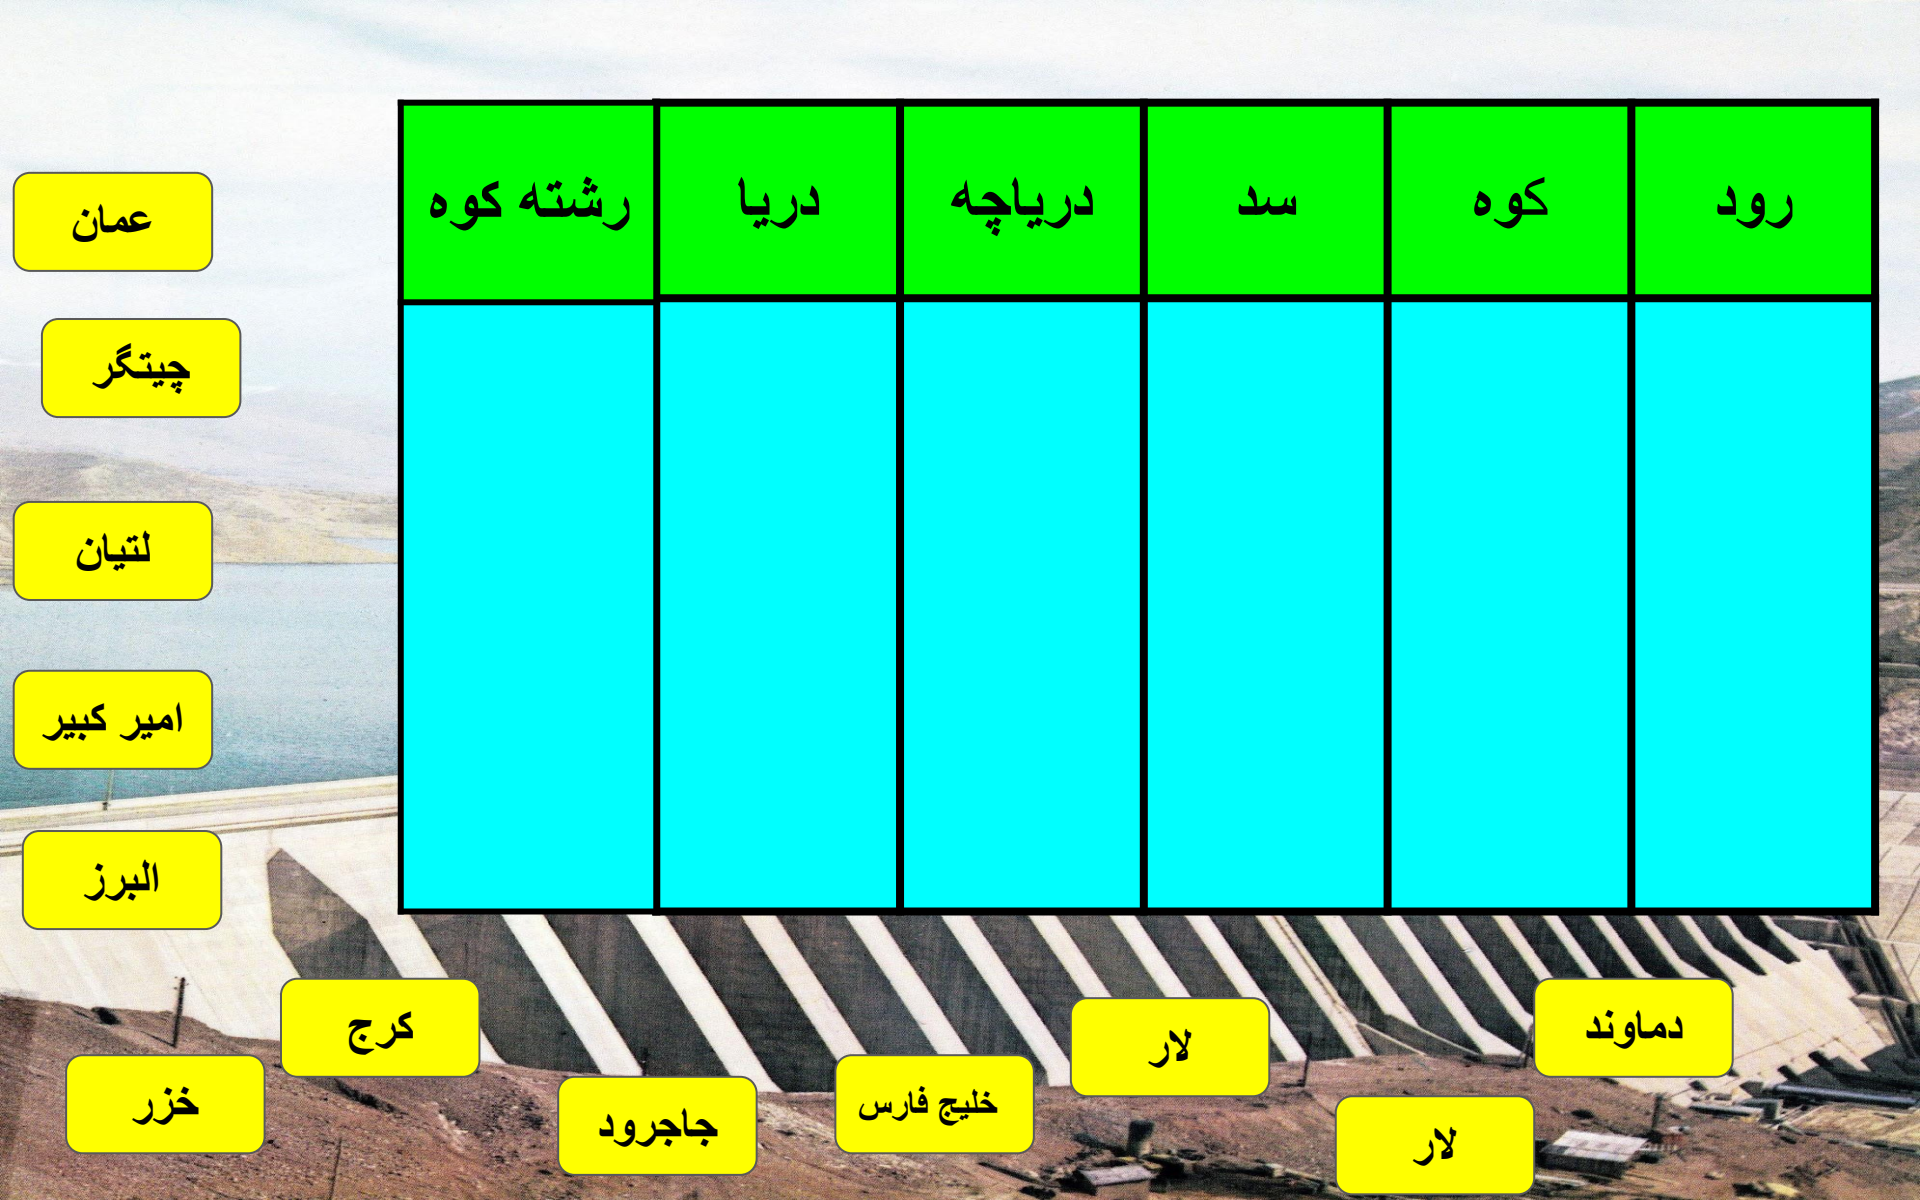 رود
کوه
سد
دریاچه
دریا
رشته کوه
عمان
چیتگر
لتیان
امیر کبیر
البرز
دماوند
لار
لار
خلیج فارس
جاجرود
کرج
خزر